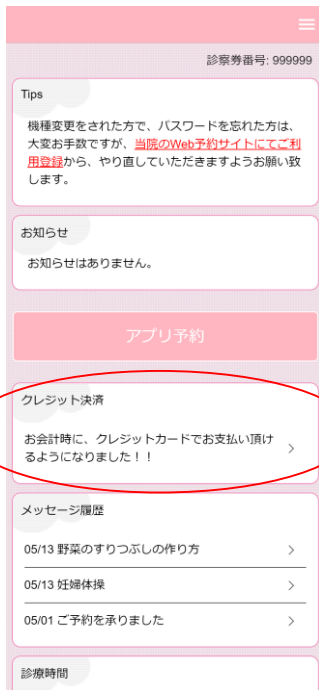 診察券番号: 999999
Tips
機種変更をされた方で、パスワードを忘れた方は、
大変お手数ですが、当院のWeb予約サイトにてご利
用登録から、やり直していただきますようお願い致
します。
お知らせ
お知らせはありません。
アプリ予約
クレジット決済
お会計時に、クレジットカードでお支払い頂け
るようになりました！！
メッセージ履歴
05/13 野菜のすりつぶしの作り方
05/13 妊婦体操
05/01 ご予約を承りました
診療時間